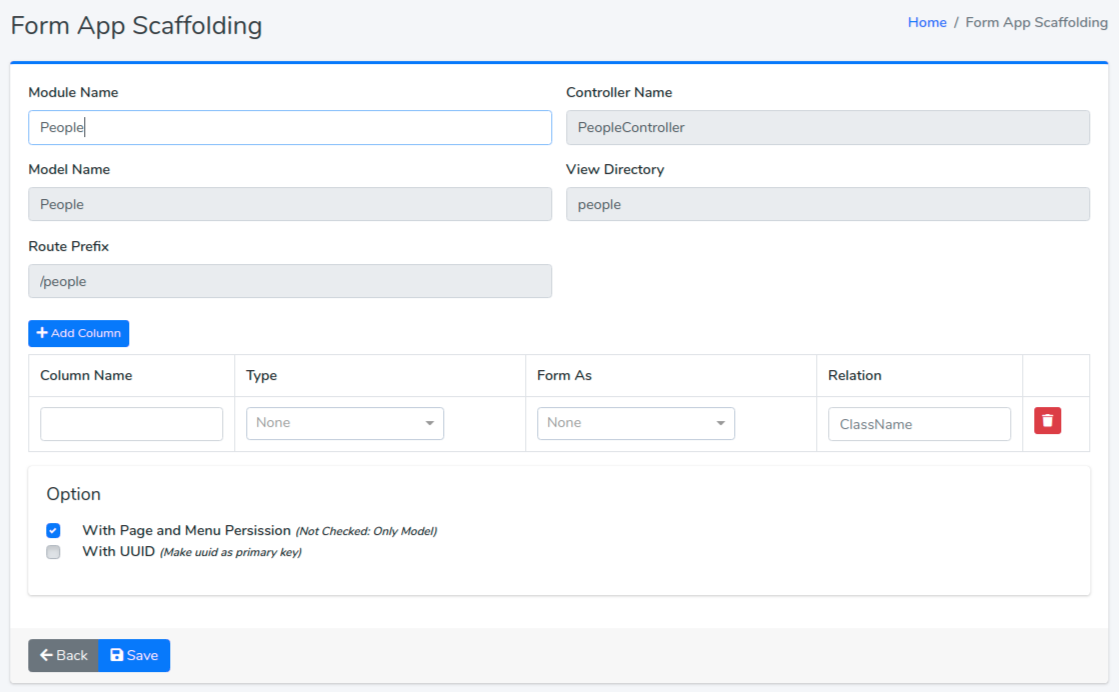 Form App Scaffolding
Home / Form App Scaffolding
Module Name
Controller Name
People
PeopleController
Model Name
View Directory
People
people
Route Prefix
/people
Add Column
Column Name
Type
Form As
Relation
None
None
ClassName
Option
With Page and Menu Persission (Not Checked: Only Model)
With UUID (Make uuid as primary key)
Back
Save